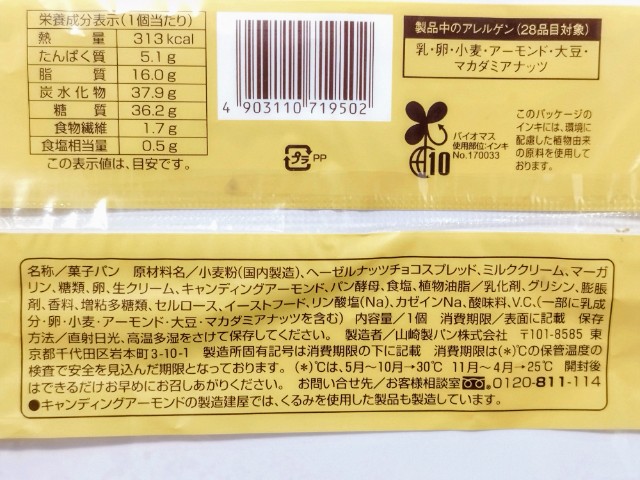 栄養成分表示(1個当たり)
熱量 313kcal
たんぱく質 5.1g
脂質 16.0g
炭水化物 37.9g
糖質 36.2g
食物繊維 1.7g
食塩相当量 0.5g
この表示値は、目安です。
4 903110 719502
プラ PP
製品中のアレルゲン(28品目対象)
乳・卵・小麦・アーモンド・大豆・
マカダミアナッツ
10
バイオマス
使用部位:インキ
No.170033
このパッケージの
インキには、環境に
配慮した植物由来
の原料を使用して
おります。
名称/菓子パン 原材料名/小麦粉(国内製造)、ヘーゼルナッツチョコスプレッド、ミルククリーム、マーガ
リン、糖類、卵、生クリーム、キャンディングアーモンド、パン酵母、食塩、植物油脂/乳化剤、グリシン、膨脹
剤、香料、増粘多糖類、セルロース、イーストフード、リン酸塩(Na)、カゼインNa、酸味料、V.C、(一部に乳成
分・卵・小麦・アーモンド・大豆・マカダミアナッツを含む) 内容量/1個 消費期限/表面に記載 保存
方法/直射日光、高温多湿をさけて保存してください。 製造者/山崎製パン株式会社 〒101-8585 東
京都千代田区岩本町3-10-1 製造所固有記号は消費期限の下に記載 消費期限は(*)℃の保管温度の
検査で安全を見込んだ期限となっております。(*)℃は、5月~10月→30℃ 11月~4月→25℃ 開封後
はできるだけお早めにお召しあがりください。 お問い合せ先/お客様相談室 0120-811-114
●キャンディングアーモンドの製造建屋では、くるみを使用した製品も製造しています。